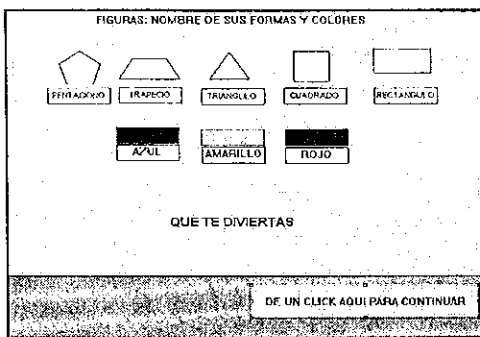 FIGURAS: NOMBRE DE SUS FORMAS Y COLORES
PENTAGONO TRAPECIO TRIANGULO CUADRADO RECTANGULO
AZUL AMARILLO ROJO
QUE TE DIVIERTAS
DE UN CLICK AQUI PARA CONTINUAR